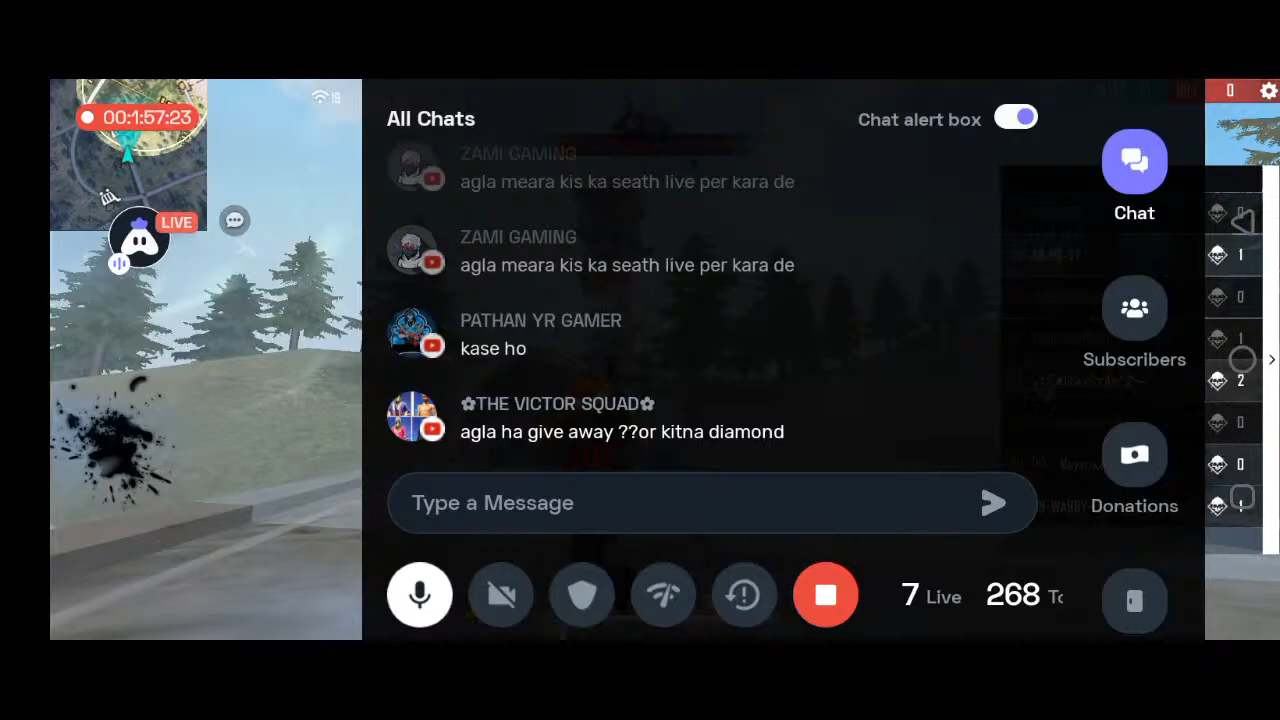 00:1:57:23
LIVE
All Chats
Chat alert box
ZAMI GAMING
agla meara kis ka seath live per kara de
ZAMI GAMING
agla meara kis ka seath live per kara de
PATHAN YR GAMER
kase ho
✿THE VICTOR SQUAD✿
agla ha give away ??or kitna diamond
Type a Message
7 Live 268 To
Chat
Subscribers
Donations
0
0
1
0
1
2
0
0
1